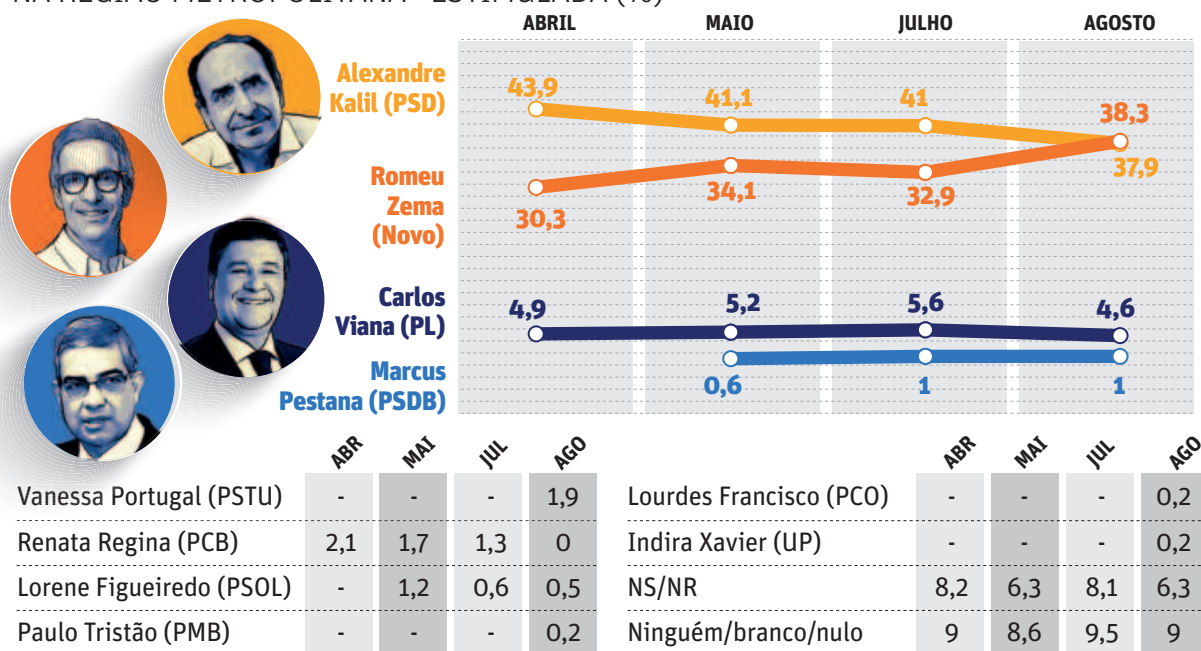 NA REGIÃO METROPOLITANA - ESTIMULADA (%)
ABRIL MAIO JULHO AGOSTO
Alexandre
Kalil (PSD)
43,9 41,1 41 37,9
Romeu
Zema
(Novo)
30,3 34,1 32,9 38,3
Carlos
Viana (PL)
4,9 5,2 5,6 4,6
Marcus
Pestana (PSDB)
0,6 1 1
ABR MAI JUL AGO
Vanessa Portugal (PSTU) - - - 1,9
Renata Regina (PCB) 2,1 1,7 1,3 0
Lorene Figueiredo (PSOL) - 1,2 0,6 0,5
Paulo Tristão (PMB) - - - 0,2
ABR MAI JUL AGO
Lourdes Francisco (PCO) - - - 0,2
Indira Xavier (UP) - - - 0,2
NS/NR 8,2 6,3 8,1 6,3
Ninguém/branco/nulo 9 8,6 9,5 9